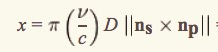 x = π (ν/c) D ||n_s × n_p|| =